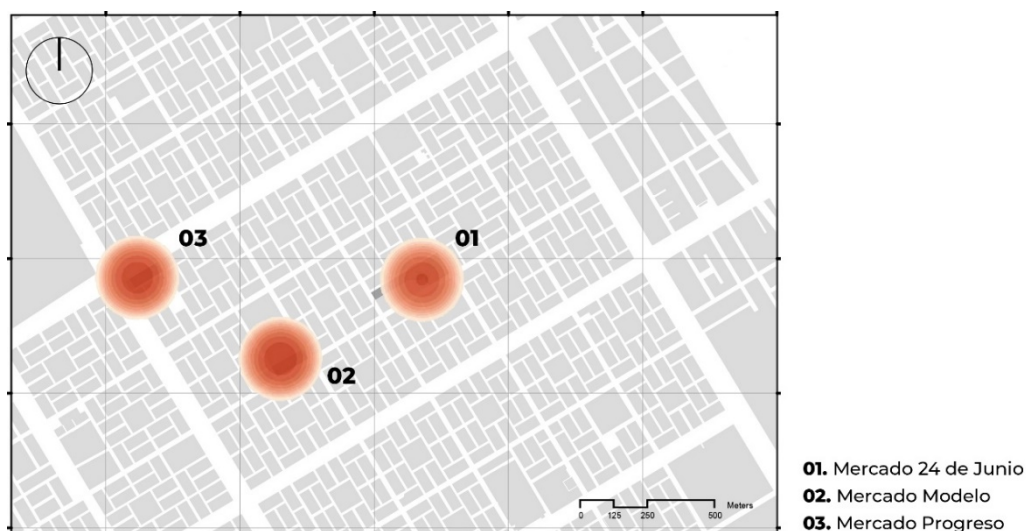 03
01
02
0 125 250 500 Meters
01. Mercado 24 de Junio
02. Mercado Modelo
03. Mercado Progreso